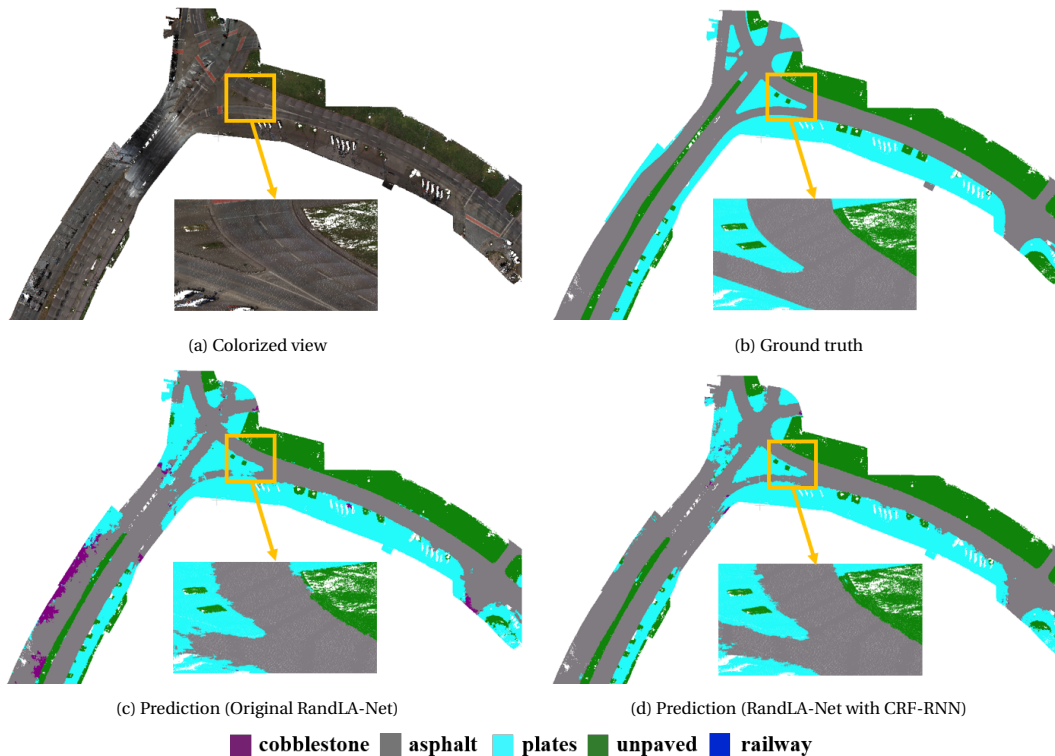 (a) Colorized view
(b) Ground truth
(c) Prediction (Original RandLA-Net)
(d) Prediction (RandLA-Net with CRF-RNN)
cobblestone asphalt plates unpaved railway